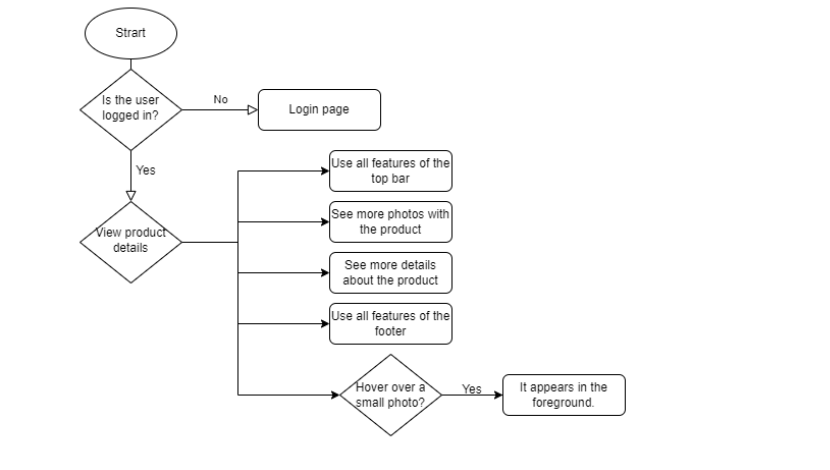 Strart
Is the user
logged in?
No
Login page
Yes
View product
details
Use all features of the
top bar
See more photos with
the product
See more details
about the product
Use all features of the
footer
Hover over a
small photo?
Yes
It appears in the
foreground.